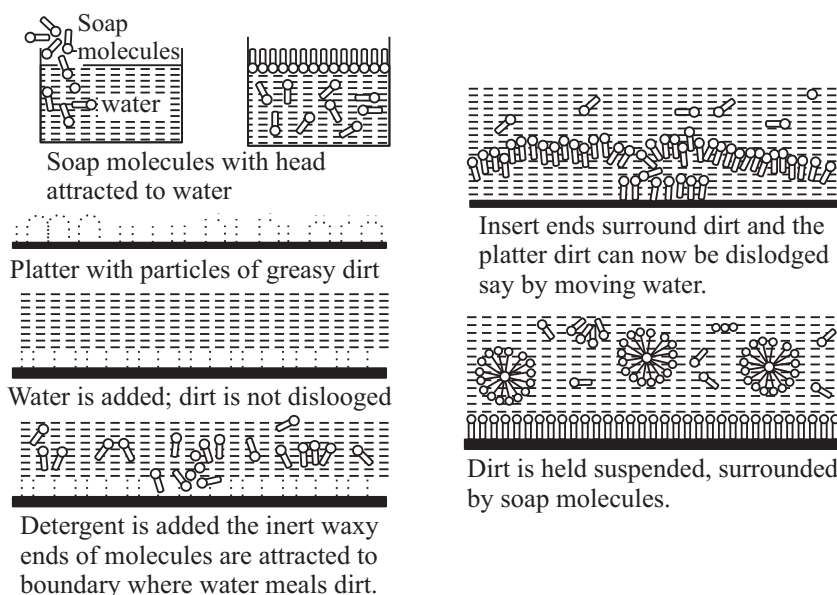 Soap
molecules
water
Soap molecules with head
attracted to water
Platter with particles of greasy dirt
Water is added; dirt is not dislooged
Detergent is added the inert waxy
ends of molecules are attracted to
boundary where water meals dirt.
Insert ends surround dirt and the
platter dirt can now be dislodged
say by moving water.
Dirt is held suspended, surrounded
by soap molecules.